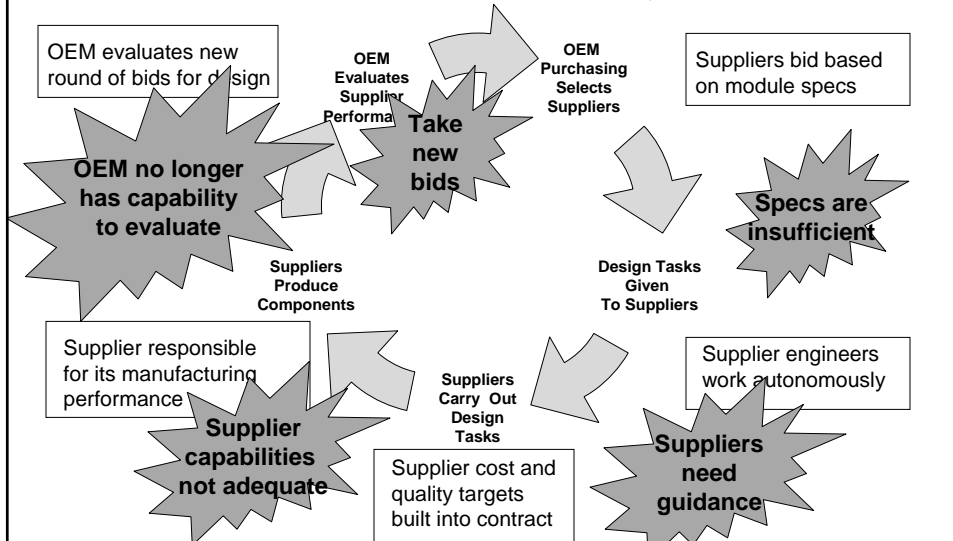 OEM evaluates new
round of bids for design
OEM
Evaluates
Supplier
Performa
OEM
Purchasing
Selects
Suppliers
Suppliers bid based
on module specs
Take
new
bids
OEM no longer
has capability
to evaluate
Specs are
insufficient
Suppliers
Produce
Components
Design Tasks
Given
To Suppliers
Supplier responsible
for its manufacturing
performance
Supplier engineers
work autonomously
Suppliers
Carry Out
Design
Tasks
Supplier
capabilities
not adequate
Supplier cost and
quality targets
built into contract
Suppliers
need
guidance